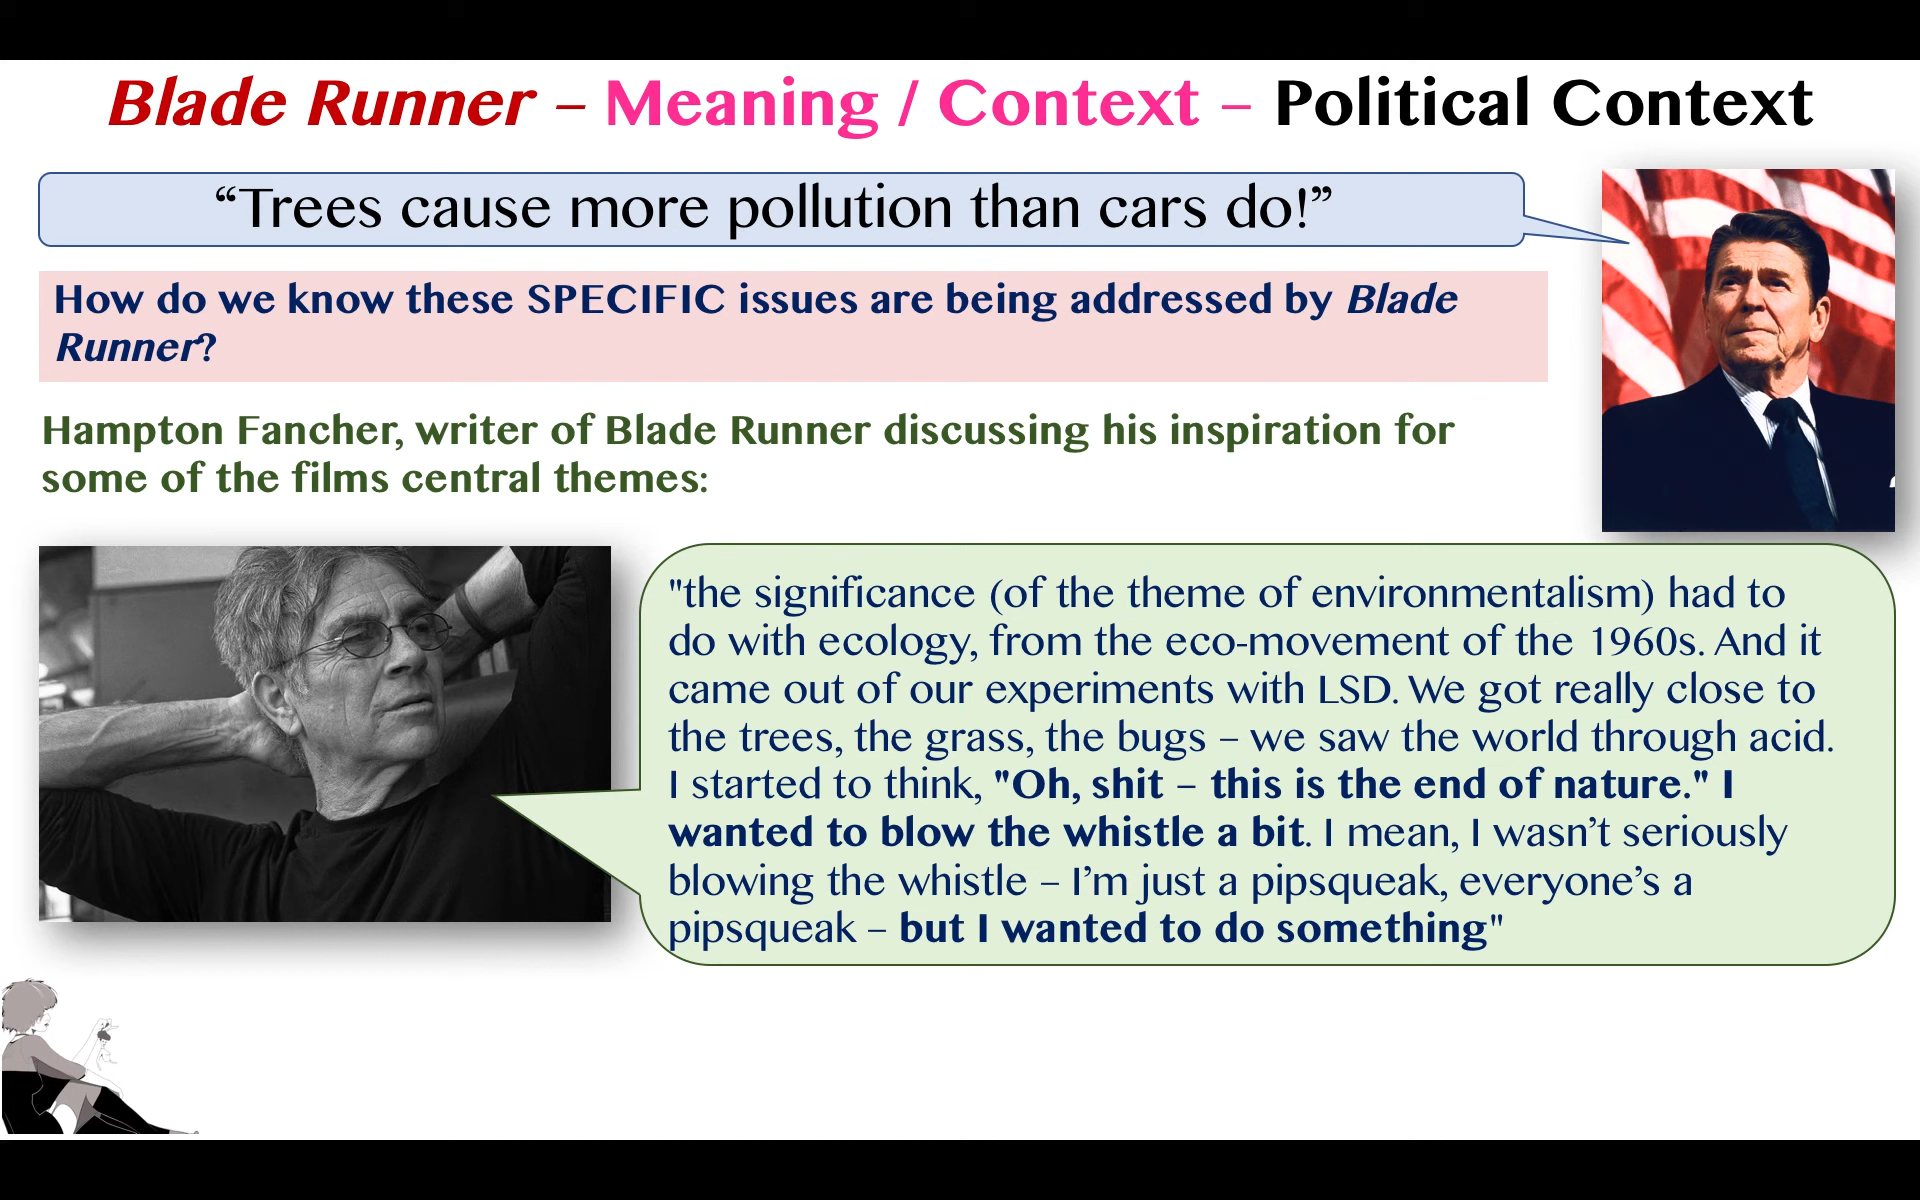 Blade Runner – Meaning / Context – Political Context
“Trees cause more pollution than cars do!”
How do we know these SPECIFIC issues are being addressed by Blade
Runner?
Hampton Fancher, writer of Blade Runner discussing his inspiration for
some of the films central themes:
"the significance (of the theme of environmentalism) had to
do with ecology, from the eco-movement of the 1960s. And it
came out of our experiments with LSD. We got really close to
the trees, the grass, the bugs – we saw the world through acid.
I started to think, "Oh, shit – this is the end of nature." I
wanted to blow the whistle a bit. I mean, I wasn’t seriously
blowing the whistle – I’m just a pipsqueak, everyone’s a
pipsqueak – but I wanted to do something"